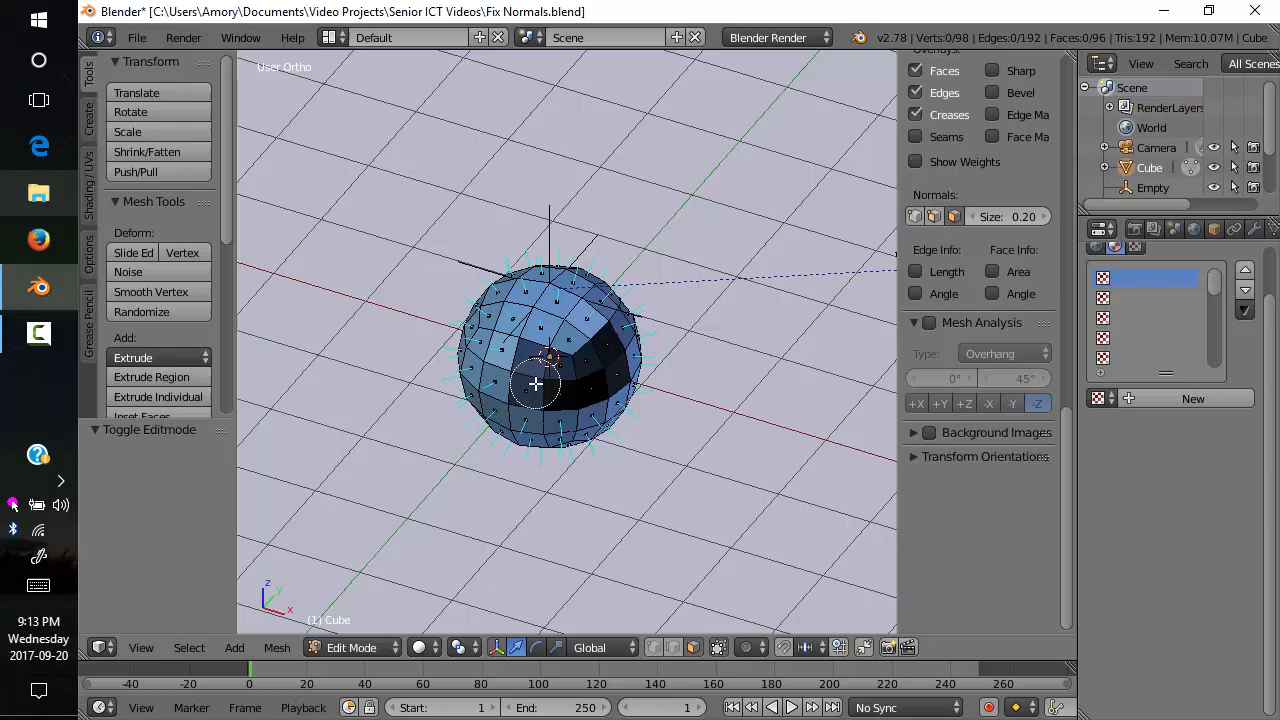 Blender* [C:\Users\Amory\Documents\Video Projects\Senior ICT Videos\Fix Normals.blend]
File Render Window Help Default Scene Blender Render v2.78 | Verts:0/98 | Edges:0/192 | Faces:0/96 | Tris:192 | Mem:10.07M | Cube
Tools
Create
Shading / UVs
Options
Grease Pencil
Transform
Translate
Rotate
Scale
Shrink/Fatten
Push/Pull
Mesh Tools
Deform:
Slide Ed Vertex
Noise
Smooth Vertex
Randomize
Add:
Extrude
Extrude Region
Extrude Individual
Inset Faces
Toggle Editmode
User Ortho
z
y
x
(1) Cube
Overlays:
Faces Sharp
Edges Bevel
Creases Edge Ma
Seams Face Ma
Show Weights
Normals:
Size: 0.20
Edge Info: Face Info:
Length Area
Angle Angle
Mesh Analysis
Type: Overhang
0° 45°
+X +Y +Z -X -Y -Z
Background Images
Transform Orientations
View Search All Scenes
Scene
RenderLayers
World
Camera
Cube
Empty
New
View Select Add Mesh Edit Mode Global
-40 -20 0 20 40 60 80 100 120 140 160 180 200 220 240 260
View Marker Frame Playback Start: 1 End: 250 1 No Sync
9:13 PM
Wednesday
2017-09-20